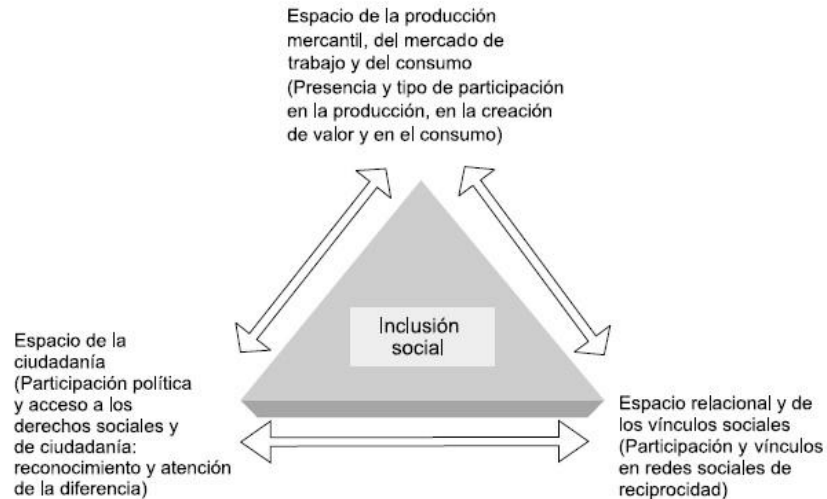 Espacio de la producción
mercantil, del mercado de
trabajo y del consumo
(Presencia y tipo de participación
en la producción, en la creación
de valor y en el consumo)
Inclusión
social
Espacio de la
ciudadanía
(Participación política
y acceso a los
derechos sociales y
de ciudadanía:
reconocimiento y atención
de la diferencia)
Espacio relacional y de
los vínculos sociales
(Participación y vínculos
en redes sociales de
reciprocidad)